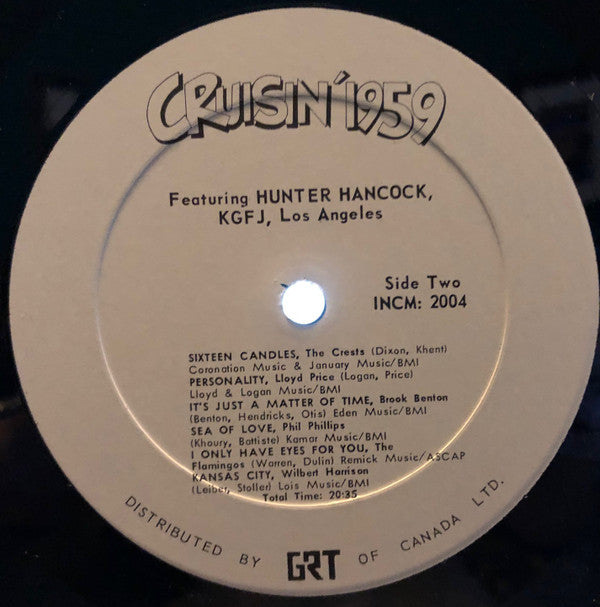 CRUISIN' 1959
Featuring HUNTER HANCOCK,
KGFJ, Los Angeles
Side Two
INCM: 2004
SIXTEEN CANDLES, The Crests (Dixon, Khent)
Coronation Music & January Music/BMI
PERSONALITY, Lloyd Price (Logan, Price)
Lloyd & Logan Music/BMI
IT'S JUST A MATTER OF TIME, Brook Benton
(Benton, Hendricks, Otis) Eden Music/BMI
SEA OF LOVE, Phil Phillips
(Khoury, Battiste) Kamar Music/BMI
I ONLY HAVE EYES FOR YOU, The
Flamingos (Warren, Dulin) Remick Music/ASCAP
KANSAS CITY, Wilbert Harrison
(Leiber, Stoller) Lois Music/BMI
Total Time: 20:35
DISTRIBUTED BY GRT OF CANADA LTD.